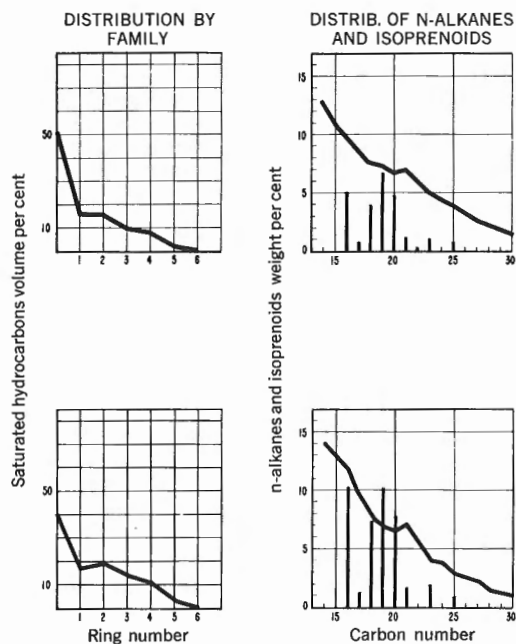 DISTRIBUTION BY
FAMILY
DISTRIB. OF N-ALKANES
AND ISOPRENOIDS
Saturated hydrocarbons volume per cent
n-alkanes and isoprenoids weight per cent
50
10
1 2 3 4 5 6
15
10
5
0
15 20 25 30
50
10
1 2 3 4 5 6
Ring number
15
10
5
0
15 20 25 30
Carbon number